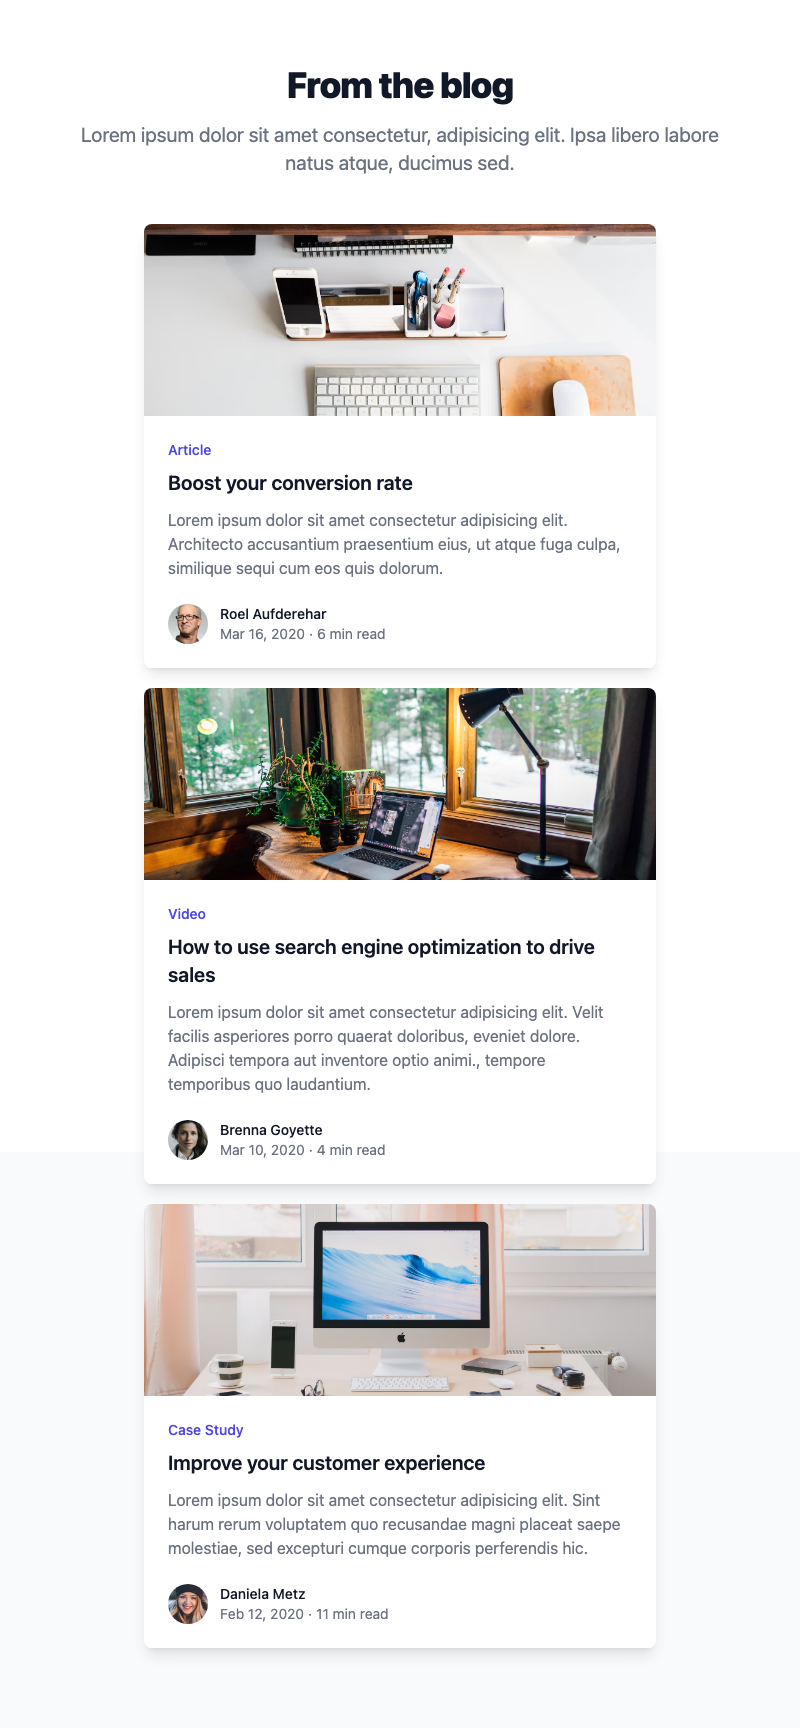 From the blog
Lorem ipsum dolor sit amet consectetur, adipisicing elit. Ipsa libero labore
natus atque, ducimus sed.
Article
Boost your conversion rate
Lorem ipsum dolor sit amet consectetur adipisicing elit.
Architecto accusantium praesentium eius, ut atque fuga culpa,
similique sequi cum eos quis dolorum.
Roel Aufderehar
Mar 16, 2020 · 6 min read
Video
How to use search engine optimization to drive
sales
Lorem ipsum dolor sit amet consectetur adipisicing elit. Velit
facilis asperiores porro quaerat doloribus, eveniet dolore.
Adipisci tempora aut inventore optio animi., tempore
temporibus quo laudantium.
Brenna Goyette
Mar 10, 2020 · 4 min read
Case Study
Improve your customer experience
Lorem ipsum dolor sit amet consectetur adipisicing elit. Sint
harum rerum voluptatem quo recusandae magni placeat saepe
molestiae, sed excepturi cumque corporis perferendis hic.
Daniela Metz
Feb 12, 2020 · 11 min read